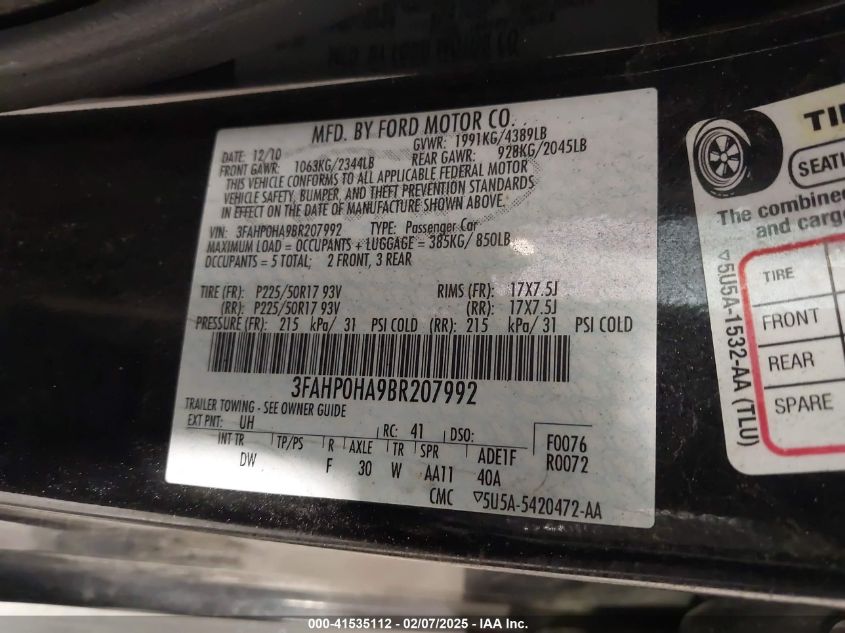 MFD. BY FORD MOTOR CO.
DATE: 12/10 GVWR: 1991KG/4389LB
FRONT GAWR: 1063KG/2344LB REAR GAWR: 928KG/2045LB
THIS VEHICLE CONFORMS TO ALL APPLICABLE FEDERAL MOTOR
VEHICLE SAFETY, BUMPER, AND THEFT PREVENTION STANDARDS
IN EFFECT ON THE DATE OF MANUFACTURE SHOWN ABOVE.
VIN: 3FAHP0HA9BR207992 TYPE: Passenger Car
MAXIMUM LOAD = OCCUPANTS + LUGGAGE = 385KG/ 850LB
OCCUPANTS = 5 TOTAL; 2 FRONT, 3 REAR
TIRE (FR): P225/50R17 93V RIMS (FR): 17X7.5J
(RR): P225/50R17 93V (RR): 17X7.5J
PRESSURE (FR): 215 kPa/ 31 PSI COLD (RR): 215 kPa/ 31 PSI COLD
3FAHP0HA9BR207992
TRAILER TOWING - SEE OWNER GUIDE
EXT PNT: UH RC: 41 DSO: F0076
INT TR TP/PS R AXLE TR SPR ADE1F R0072
DW F 30 W AA11 40A
CMC ▽5U5A-5420472-AA
SEATI
The combined
and cargo
TIRE
FRONT
REAR
SPARE
▽5U5A-1532-AA (TLU)
000-41535112 - 02/07/2025 - IAA Inc.